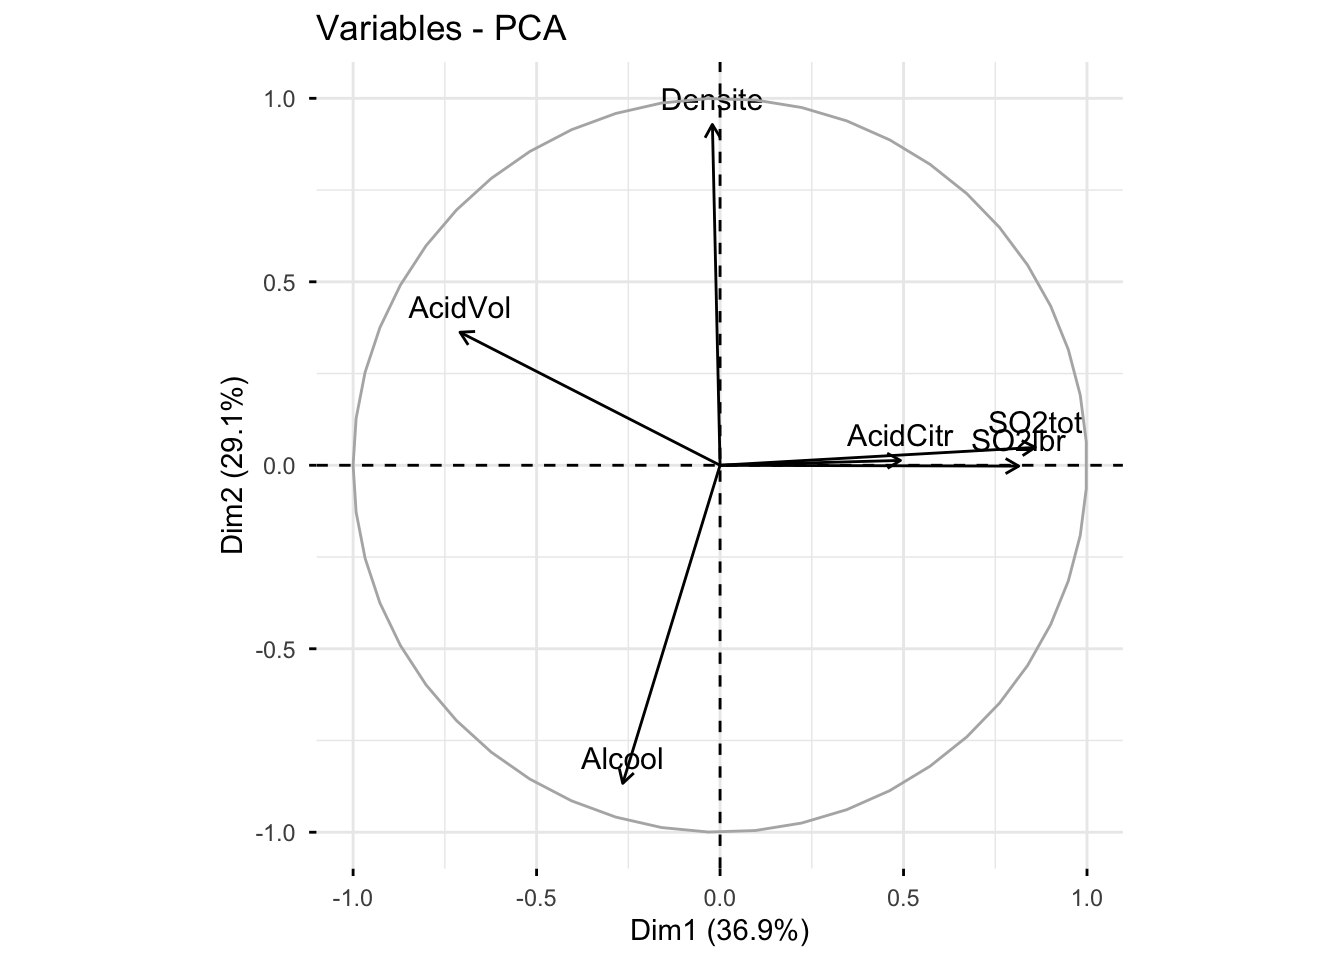 Variables - PCA
1.0
0.5
0.0
-0.5
-1.0
Dim2 (29.1%)
Densite
AcidVol
SO2tot
AcidCitr
SO2lbr
Alcool
-1.0
-0.5
0.0
0.5
1.0
Dim1 (36.9%)